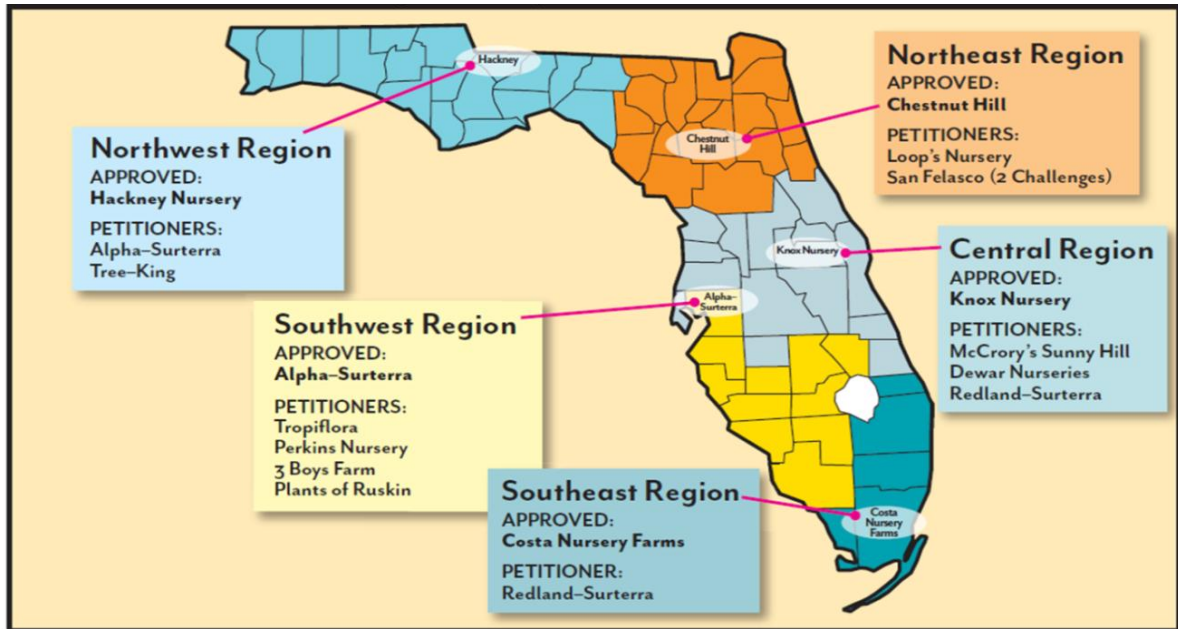 Hackney
Northeast Region
APPROVED:
Chestnut Hill
PETITIONERS:
Loop's Nursery
San Felasco (2 Challenges)
Chestnut
Hill
Northwest Region
APPROVED:
Hackney Nursery
PETITIONERS:
Alpha–Surterra
Tree–King
Knox Nursery
Central Region
APPROVED:
Knox Nursery
PETITIONERS:
McCrory's Sunny Hill
Dewar Nurseries
Redland–Surterra
Alpha–
Surterra
Southwest Region
APPROVED:
Alpha–Surterra
PETITIONERS:
Tropiflora
Perkins Nursery
3 Boys Farm
Plants of Ruskin
Southeast Region
APPROVED:
Costa Nursery Farms
PETITIONER:
Redland–Surterra
Costa
Nursery
Farms